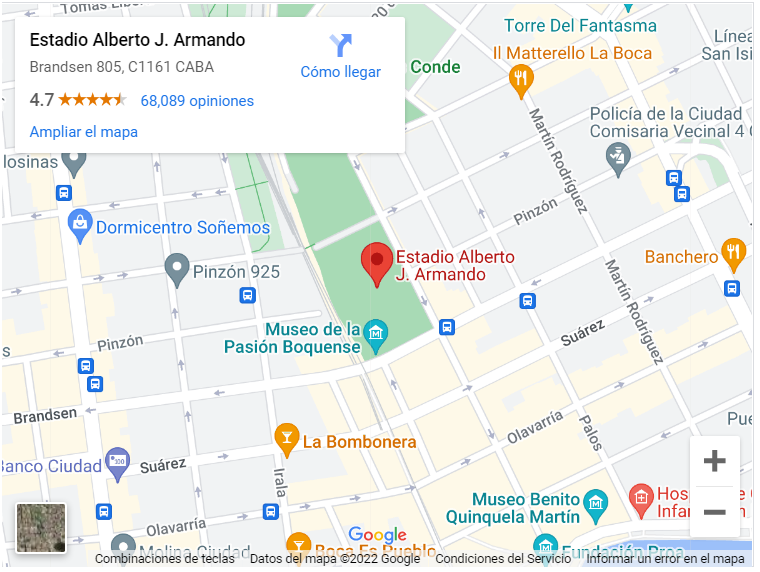 Tomás Liberti
Torre Del Fantasma
Estadio Alberto J. Armando
Brandsen 805, C1161 CABA
4.7
68,089 opiniones
Ampliar el mapa
Cómo llegar
Conde
Il Matterello La Boca
Líne
San Isi
Policía de la Ciudad
Comisaria Vecinal 4
Martín Rodríguez
losinas
Pinzón
Dormicentro Soñemos
Pinzón 925
Estadio Alberto
J. Armando
Banchero
Museo de la
Pasión Boquense
Suárez
Martín Rodríguez
s
Pinzón
Brandsen
La Bombonera
Olavarría
Palos
Pue
Banco Ciudad
Suárez
Irala
Museo Benito
Quinquela Martín
Hos
Infan
Olavarría
Molina Ciudad
Boca Es Pueblo
Google
Fundación Proa
Combinaciones de teclas
Datos del mapa ©2022 Google
Condiciones del Servicio
Informar un error en el mapa